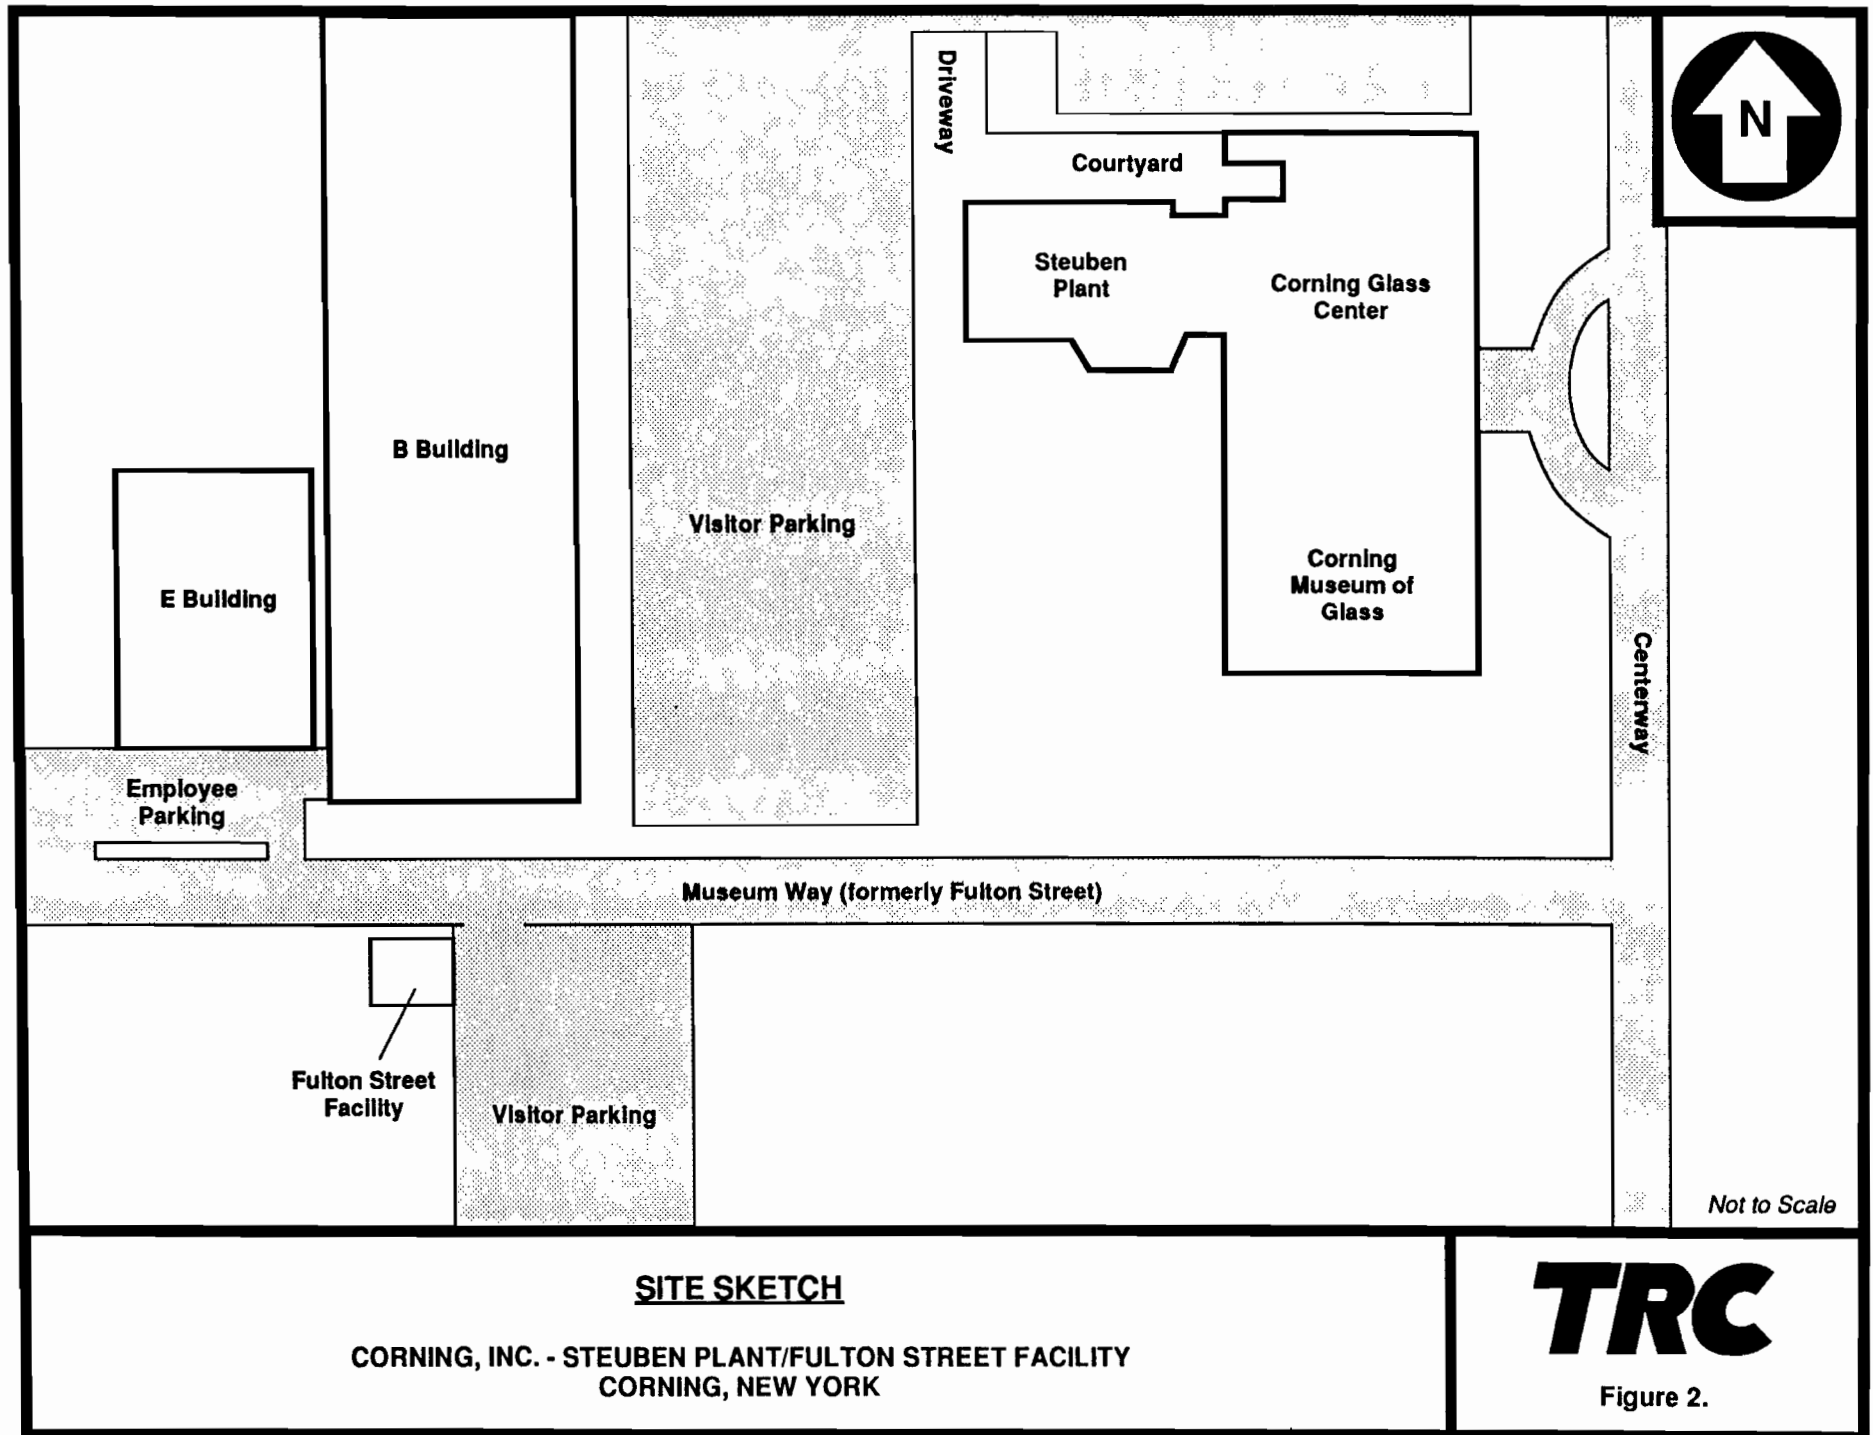 Driveway
N
Courtyard
Steuben
Plant
Corning Glass
Center
B Building
Visitor Parking
E Building
Corning
Museum of
Glass
Centerway
Employee
Parking
Museum Way (formerly Fulton Street)
Fulton Street
Facility
Visitor Parking
Not to Scale
SITE SKETCH
CORNING, INC. - STEUBEN PLANT/FULTON STREET FACILITY
CORNING, NEW YORK
TRC
Figure 2.